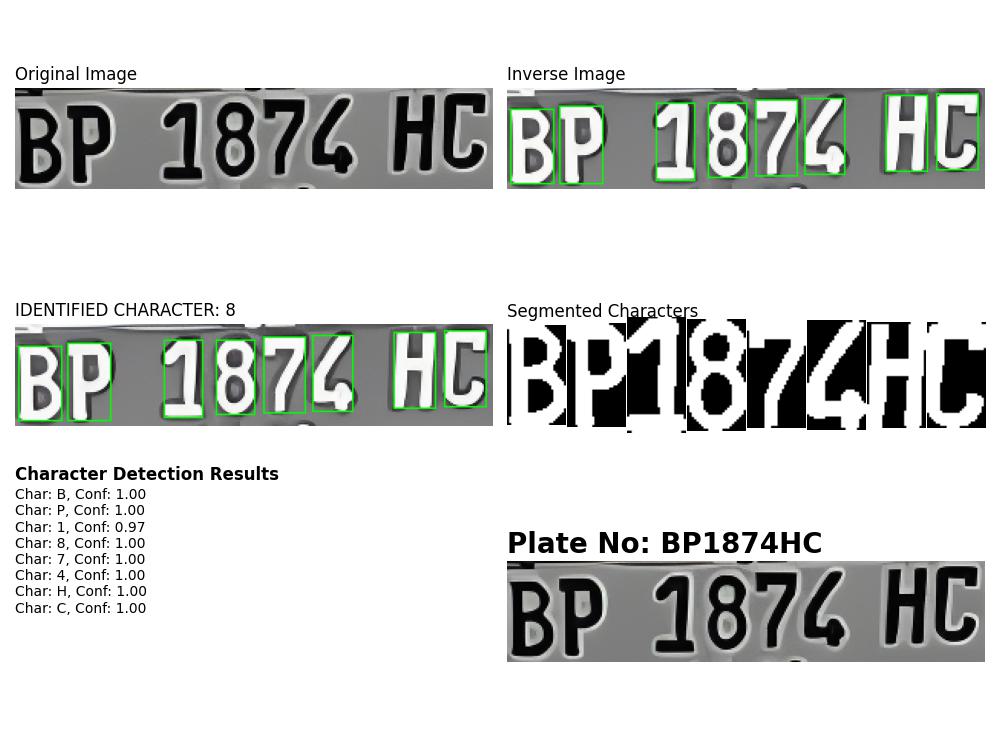 Original Image
BP 1874 HC
Inverse Image
BP 1874 HC
IDENTIFIED CHARACTER: 8
BP 1874 HC
Segmented Characters
BP1874HC
Character Detection Results
Char: B, Conf: 1.00
Char: P, Conf: 1.00
Char: 1, Conf: 0.97
Char: 8, Conf: 1.00
Char: 7, Conf: 1.00
Char: 4, Conf: 1.00
Char: H, Conf: 1.00
Char: C, Conf: 1.00
Plate No: BP1874HC
BP 1874 HC